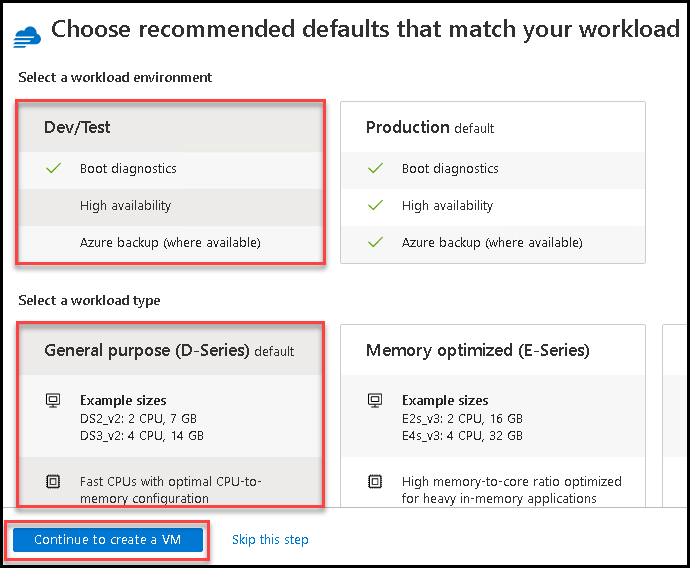 Choose recommended defaults that match your workload
Select a workload environment
Dev/Test
Boot diagnostics
High availability
Azure backup (where available)
Production default
Boot diagnostics
High availability
Azure backup (where available)
Select a workload type
General purpose (D-Series) default
Example sizes
DS2_v2: 2 CPU, 7 GB
DS3_v2: 4 CPU, 14 GB
Fast CPUs with optimal CPU-to-
memory configuration
Memory optimized (E-Series)
Example sizes
E2s_v3: 2 CPU, 16 GB
E4s_v3: 4 CPU, 32 GB
High memory-to-core ratio optimized
for heavy in-memory applications
Continue to create a VM
Skip this step